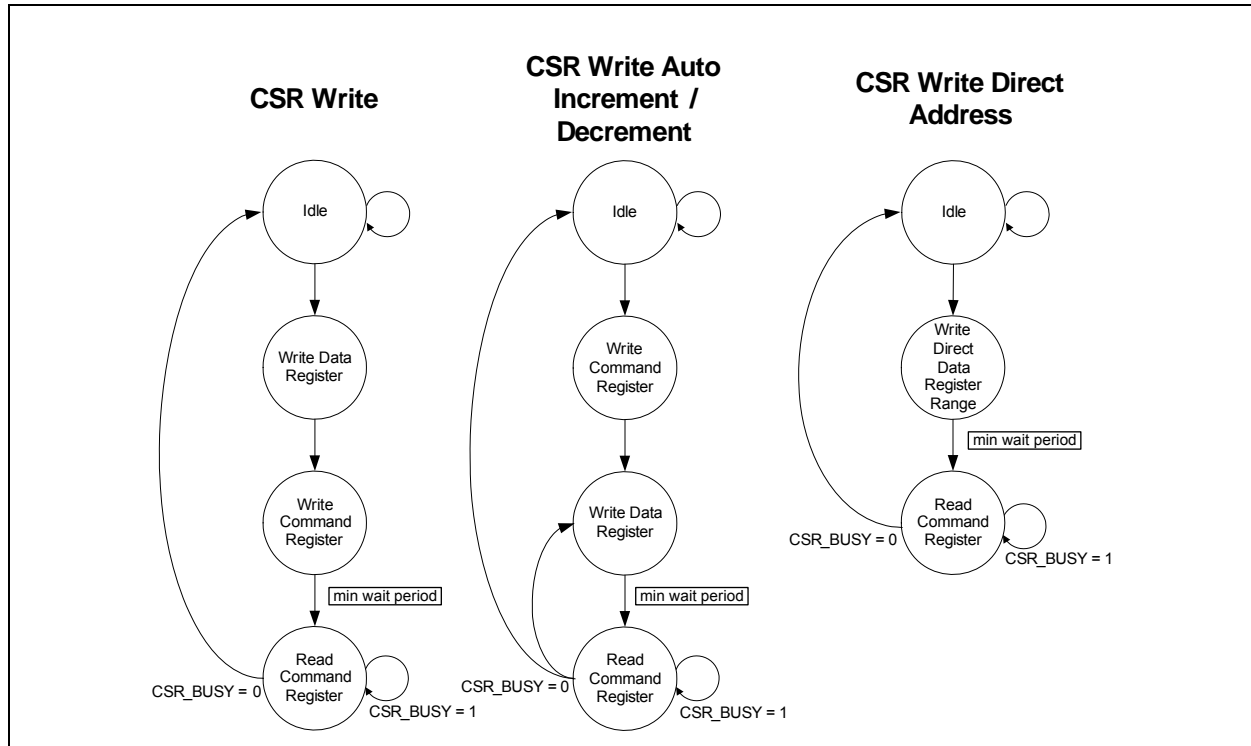 CSR Write
Idle
Write Data
Register
Write
Command
Register
min wait period
Read
Command
Register
CSR_BUSY = 0
CSR_BUSY = 1
CSR Write Auto
Increment /
Decrement
Idle
Write
Command
Register
Write Data
Register
min wait period
Read
Command
Register
CSR_BUSY = 0
CSR_BUSY = 1
CSR Write Direct
Address
Idle
Write
Direct
Data
Register
Range
min wait period
Read
Command
Register
CSR_BUSY = 0
CSR_BUSY = 1